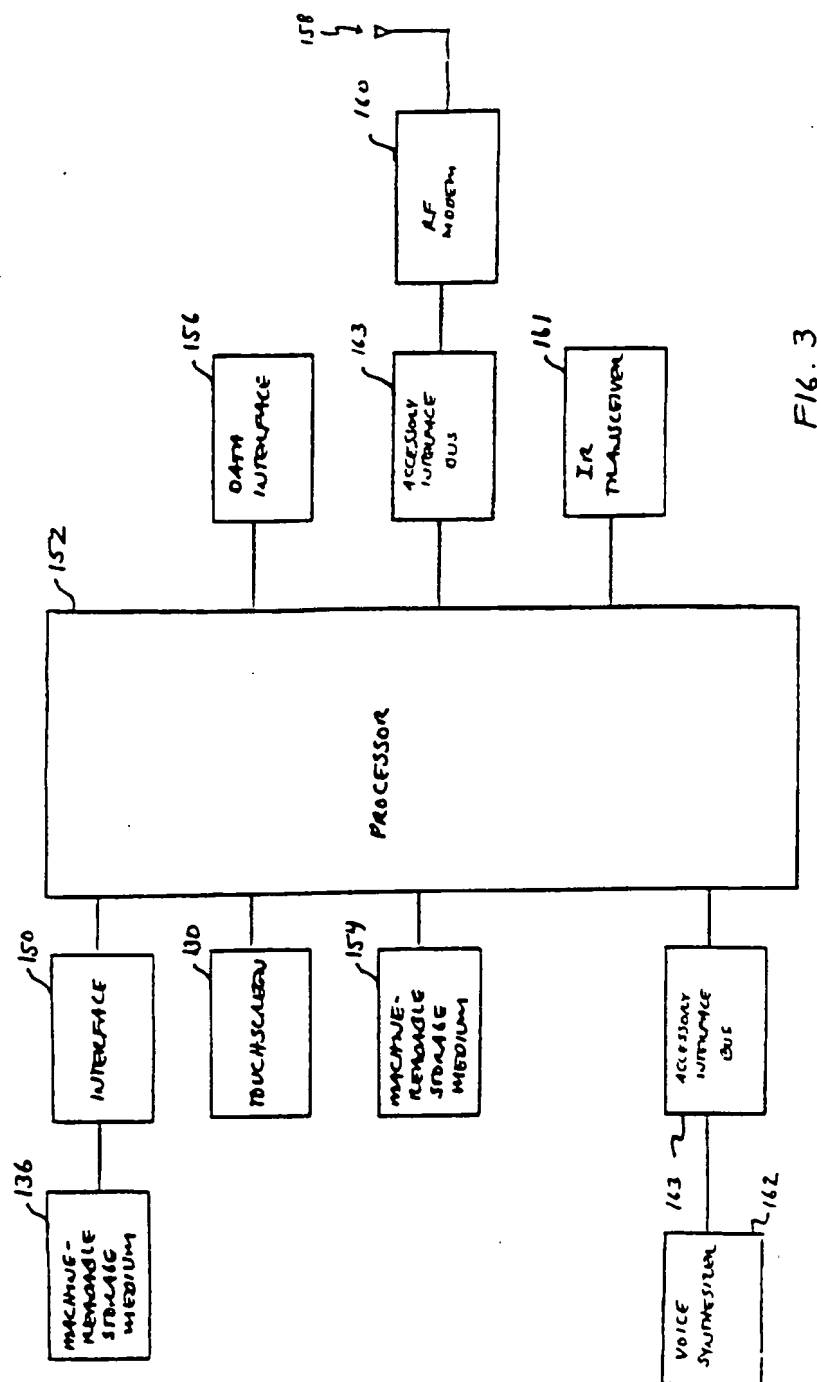 136
MACHINE-
READABLE
STORAGE
MEDIUM
150
INTERFACE
130
TOUCHSCREEN
154
MACHINE-
READABLE
STORAGE
MEDIUM
VOICE
SYNTHESIZER
162
163
ACCESSORY
INTERFACE
BUS
152
PROCESSOR
156
DATA
INTERFACE
163
ACCESSORY
INTERFACE
BUS
161
IR
TRANSCEIVER
160
RF
MODEM
158
FIG. 3